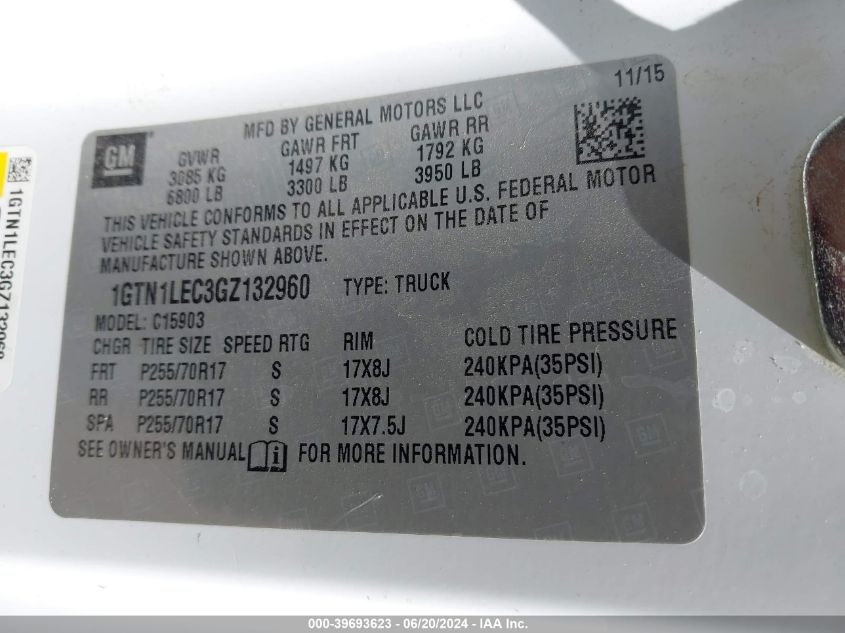 11/15
MFD BY GENERAL MOTORS LLC
GM
GVWR GAWR FRT GAWR RR
3085 KG 1497 KG 1792 KG
6800 LB 3300 LB 3950 LB
THIS VEHICLE CONFORMS TO ALL APPLICABLE U.S. FEDERAL MOTOR
VEHICLE SAFETY STANDARDS IN EFFECT ON THE DATE OF
MANUFACTURE SHOWN ABOVE.
1GTN1LEC3GZ132960 TYPE: TRUCK
MODEL: C15903
CHGR TIRE SIZE SPEED RTG RIM COLD TIRE PRESSURE
FRT P255/70R17 S 17X8J 240KPA(35PSI)
RR P255/70R17 S 17X8J 240KPA(35PSI)
SPA P255/70R17 S 17X7.5J 240KPA(35PSI)
SEE OWNER'S MANUAL FOR MORE INFORMATION.
1GTN1LEC3GZ132960
000-39693623 - 06/20/2024 - IAA Inc.